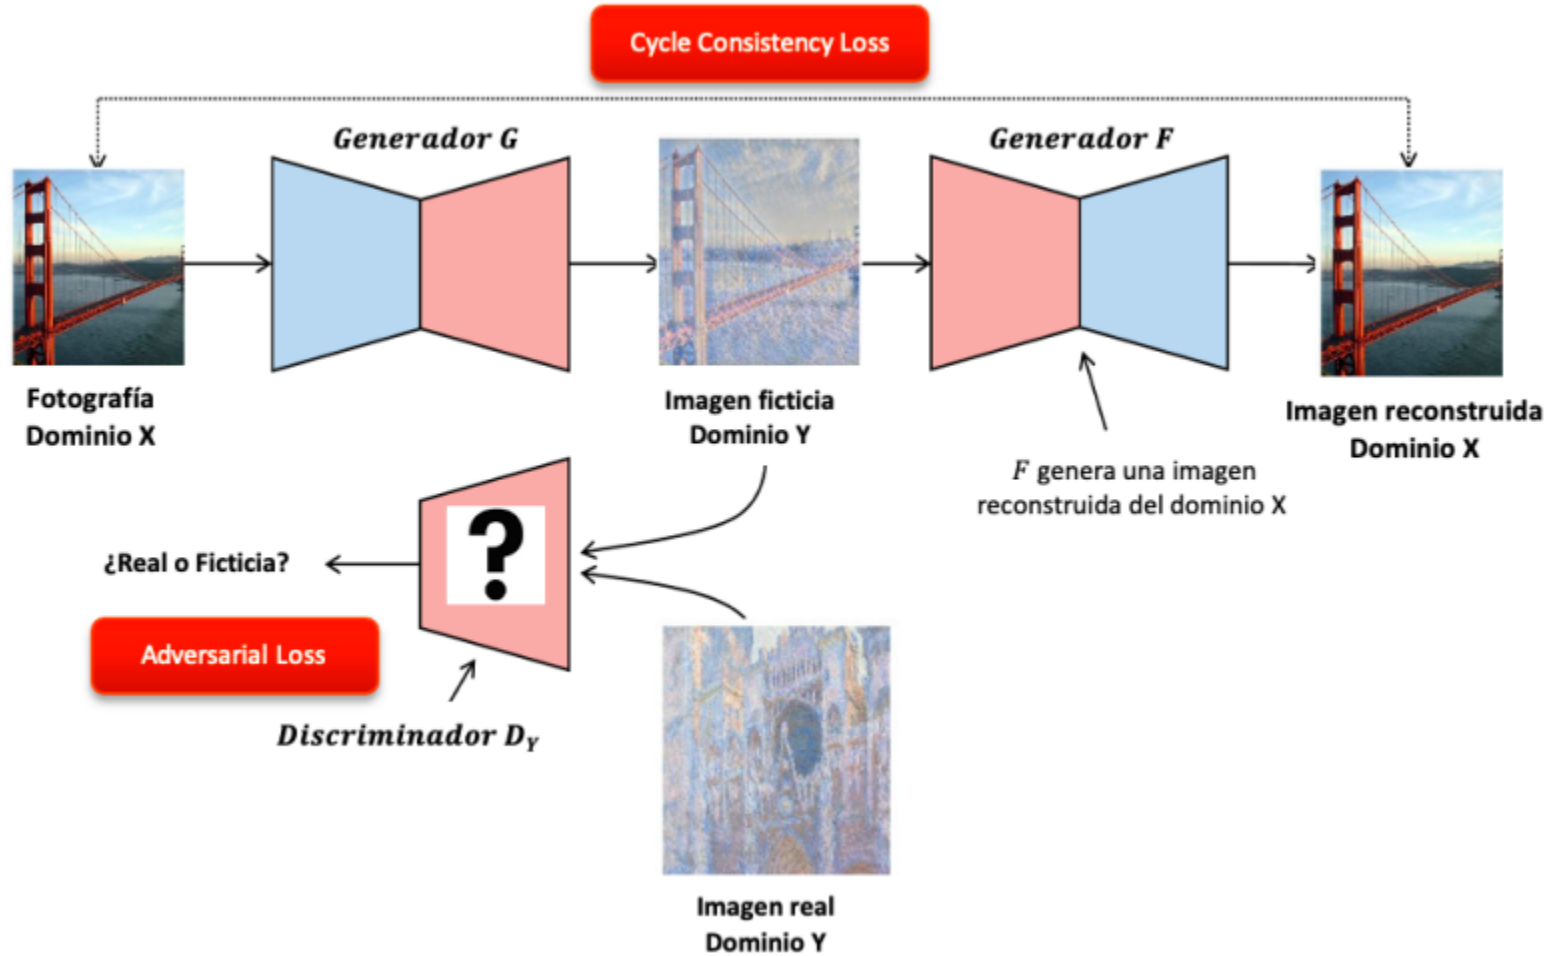 Cycle Consistency Loss
Generador G
Generador F
Fotografía
Dominio X
Imagen ficticia
Dominio Y
Imagen reconstruida
Dominio X
F genera una imagen
reconstruida del dominio X
¿Real o Ficticia?
?
Adversarial Loss
Discriminador D_Y
Imagen real
Dominio Y